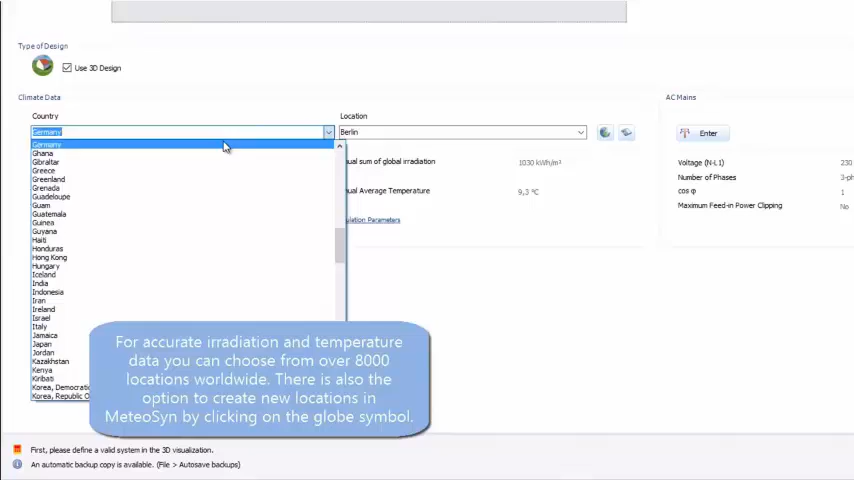 Type of Design
Use 3D Design
Climate Data
AC Mains
Country
Location
Germany
Berlin
Enter
Germany
Ghana
Gibraltar
Greece
Greenland
Grenada
Guadeloupe
Guam
Guatemala
Guinea
Guyana
Haiti
Honduras
Hong Kong
Hungary
Iceland
India
Indonesia
Iran
Ireland
Israel
Italy
Jamaica
Japan
Jordan
Kazakhstan
Kenya
Kiribati
Korea, Democrati
Korea, Republic O
ual sum of global irradiation
1030 kWh/m²
ual Average Temperature
9,3 °C
ulation Parameters
Voltage (N-L1)
230
Number of Phases
3-ph
cos φ
1
Maximum Feed-in Power Clipping
No
For accurate irradiation and temperature
data you can choose from over 8000
locations worldwide. There is also the
option to create new locations in
MeteoSyn by clicking on the globe symbol.
First, please define a valid system in the 3D visualization.
An automatic backup copy is available. (File > Autosave backups)